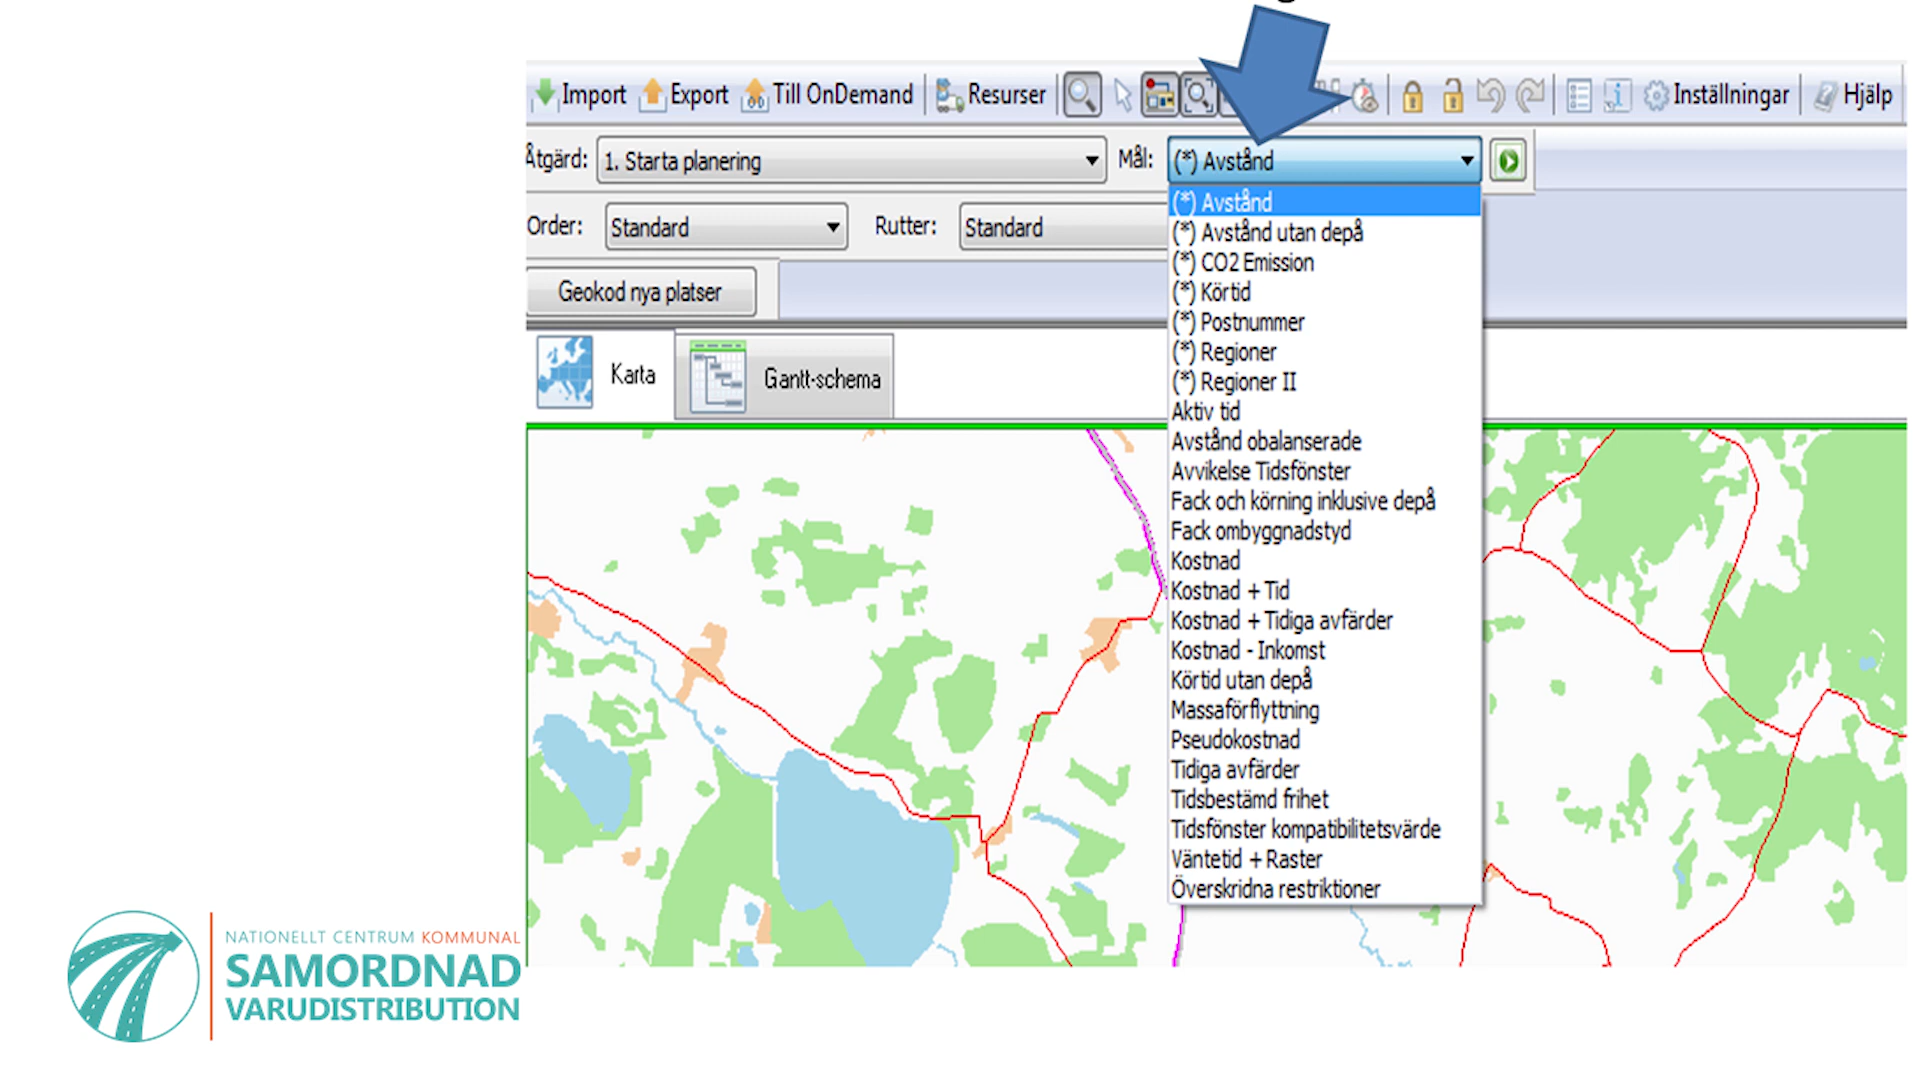 Import Export Till OnDemand Resurser Inställningar Hjälp
Åtgärd: 1. Starta planering Mål: (*) Avstånd
Order: Standard Rutter: Standard
Geokod nya platser
Karta Gantt-schema
(*) Avstånd
(*) Avstånd utan depå
(*) CO2 Emission
(*) Körtid
(*) Postnummer
(*) Regioner
(*) Regioner II
Aktiv tid
Avstånd obalanserade
Avvikelse Tidsfönster
Fack och körning inklusive depå
Fack ombyggnadstyd
Kostnad
Kostnad + Tid
Kostnad + Tidiga avfärder
Kostnad - Inkomst
Körtid utan depå
Massaförflyttning
Pseudokostnad
Tidiga avfärder
Tidsbestämd frihet
Tidsfönster kompatibilitetsvärde
Väntetid + Raster
Överskridna restriktioner
NATIONELLT CENTRUM KOMMUNAL
SAMORDNAD
VARUDISTRIBUTION